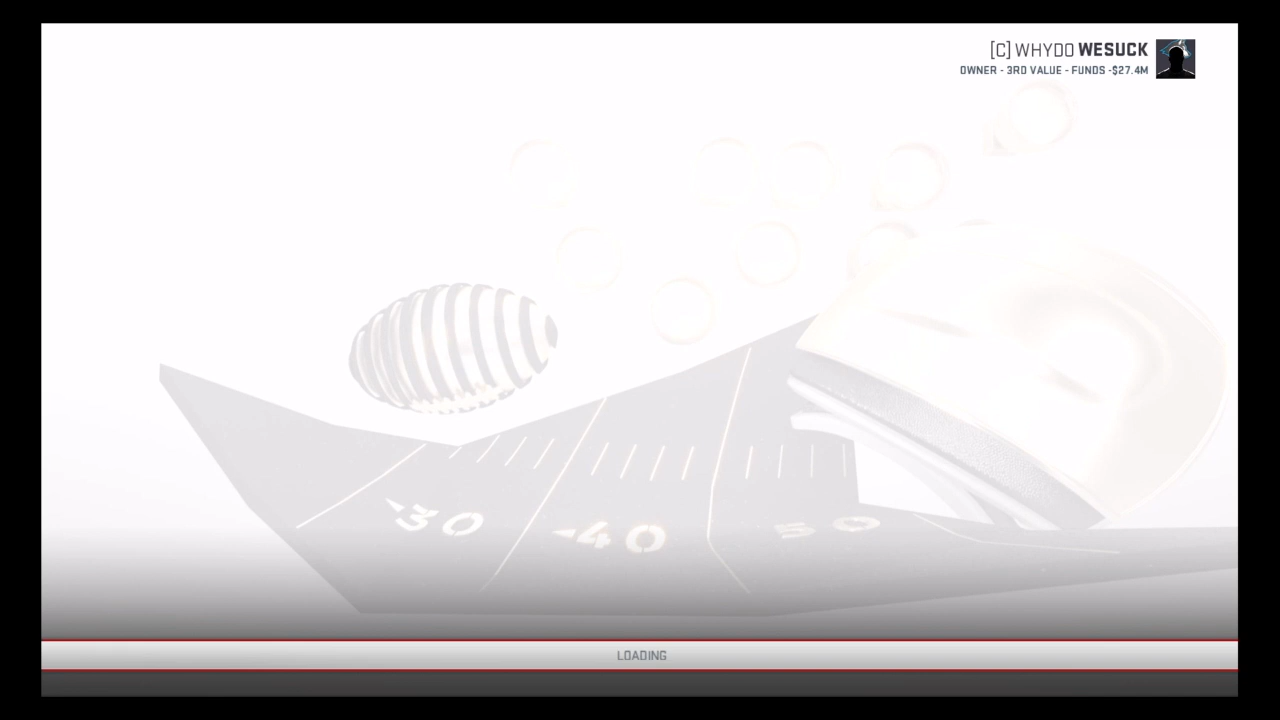 [C] WHYDO WESUCK
OWNER - 3RD VALUE - FUNDS -$27.4M
30 40 50
LOADING